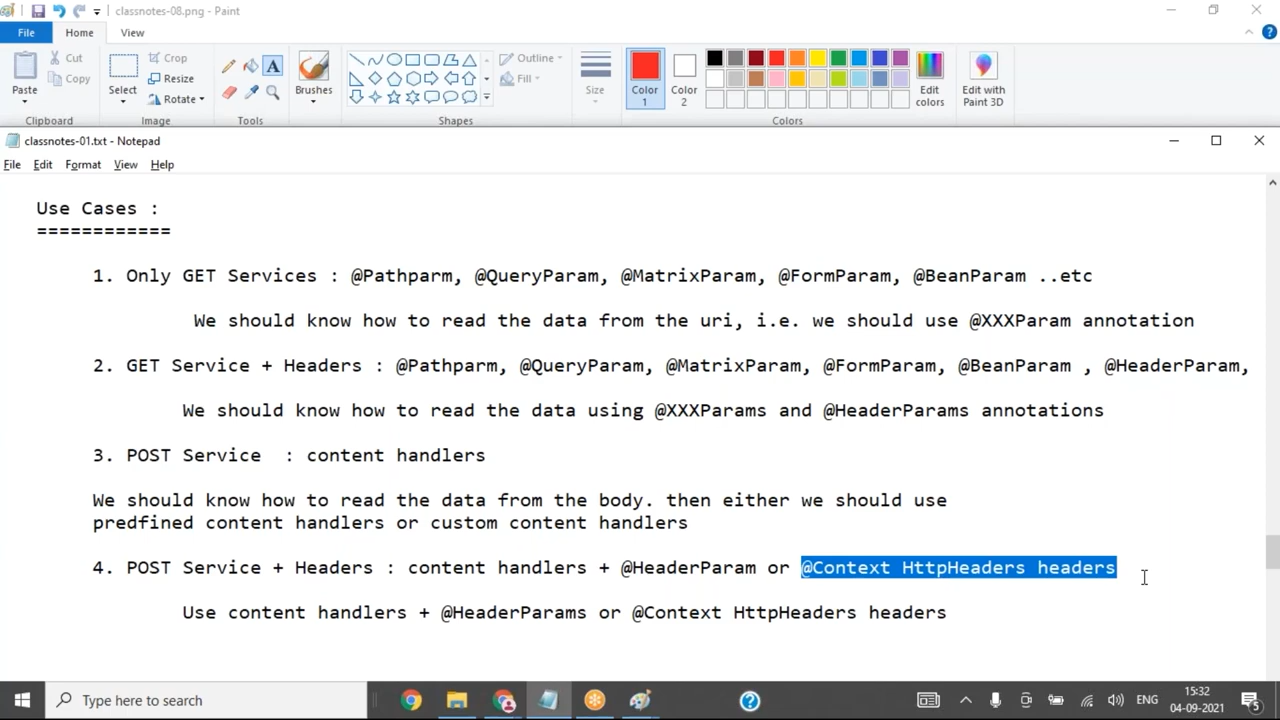 classnotes-08.png - Paint
File Home View
Paste
Cut
Copy
Clipboard
Select
Crop
Resize
Rotate
Image
A
Tools
Brushes
Outline
Fill
Shapes
Size
Color 1
Color 2
Edit colors
Colors
Edit with Paint 3D
classnotes-01.txt - Notepad
File Edit Format View Help
Use Cases :
============
1. Only GET Services : @Pathparm, @QueryParam, @MatrixParam, @FormParam, @BeanParam ..etc
We should know how to read the data from the uri, i.e. we should use @XXXParam annotation
2. GET Service + Headers : @Pathparm, @QueryParam, @MatrixParam, @FormParam, @BeanParam , @HeaderParam,
We should know how to read the data using @XXXParams and @HeaderParams annotations
3. POST Service  : content handlers
We should know how to read the data from the body. then either we should use
predfined content handlers or custom content handlers
4. POST Service + Headers : content handlers + @HeaderParam or @Context HttpHeaders headers
Use content handlers + @HeaderParams or @Context HttpHeaders headers
Type here to search
ENG
15:32
04-09-2021
5